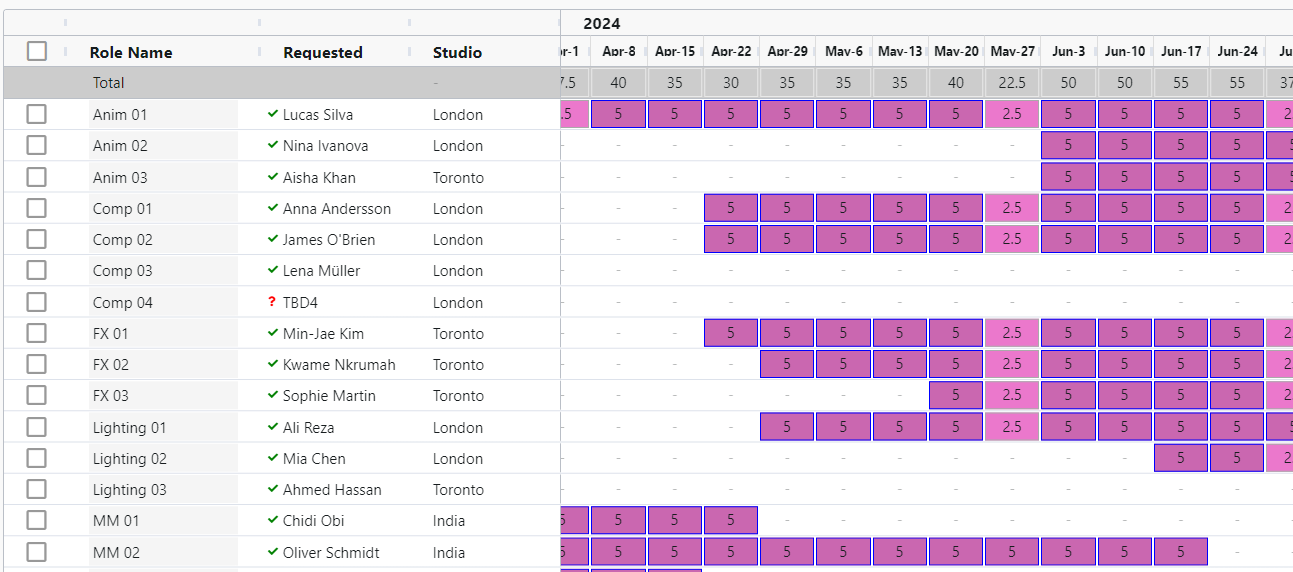 2024
Role Name Requested Studio r-1 Apr-8 Apr-15 Apr-22 Apr-29 May-6 May-13 May-20 May-27 Jun-3 Jun-10 Jun-17 Jun-24 Ju
Total - 7.5 40 35 30 35 35 35 40 22.5 50 50 55 55 37
Anim 01 Lucas Silva London .5 5 5 5 5 5 5 5 2.5 5 5 5 5 2.
Anim 02 Nina Ivanova London - - - - - - - - - 5 5 5 5 5
Anim 03 Aisha Khan Toronto - - - - - - - - - 5 5 5 5 5
Comp 01 Anna Andersson London - - - 5 5 5 5 5 2.5 5 5 5 5 2.
Comp 02 James O'Brien London - - - 5 5 5 5 5 2.5 5 5 5 5 2.
Comp 03 Lena Müller London - - - - - - - - - - - - - -
Comp 04 ? TBD4 London - - - - - - - - - - - - - -
FX 01 Min-Jae Kim Toronto - - - 5 5 5 5 5 2.5 5 5 5 5 2.
FX 02 Kwame Nkrumah Toronto - - - - 5 5 5 5 2.5 5 5 5 5 2.
FX 03 Sophie Martin Toronto - - - - - - - 5 2.5 5 5 5 5 2.
Lighting 01 Ali Reza London - - - - 5 5 5 5 2.5 5 5 5 5 5
Lighting 02 Mia Chen London - - - - - - - - - - - 5 5 2.
Lighting 03 Ahmed Hassan Toronto - - - - - - - - - - - - - -
MM 01 Chidi Obi India 5 5 5 5 - - - - - - - - - -
MM 02 Oliver Schmidt India 5 5 5 5 5 5 5 5 5 5 5 5 - -